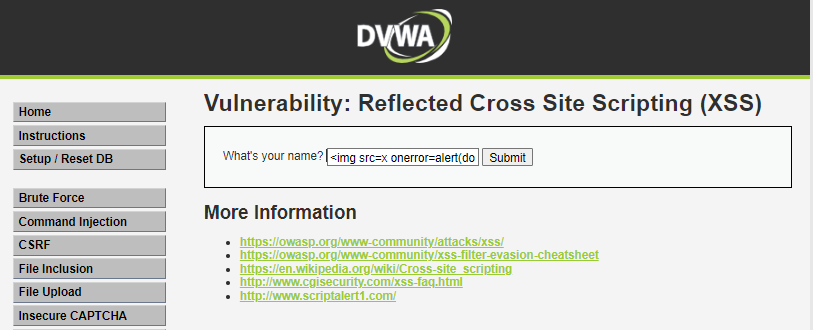 DVWA
Vulnerability: Reflected Cross Site Scripting (XSS)
Home
Instructions
Setup / Reset DB
Brute Force
Command Injection
CSRF
File Inclusion
File Upload
Insecure CAPTCHA
What's your name? <img src=x onerror=alert(do Submit
More Information
https://owasp.org/www-community/attacks/xss/
https://owasp.org/www-community/xss-filter-evasion-cheatsheet
https://en.wikipedia.org/wiki/Cross-site_scripting
http://www.cgisecurity.com/xss-faq.html
http://www.scriptalert1.com/